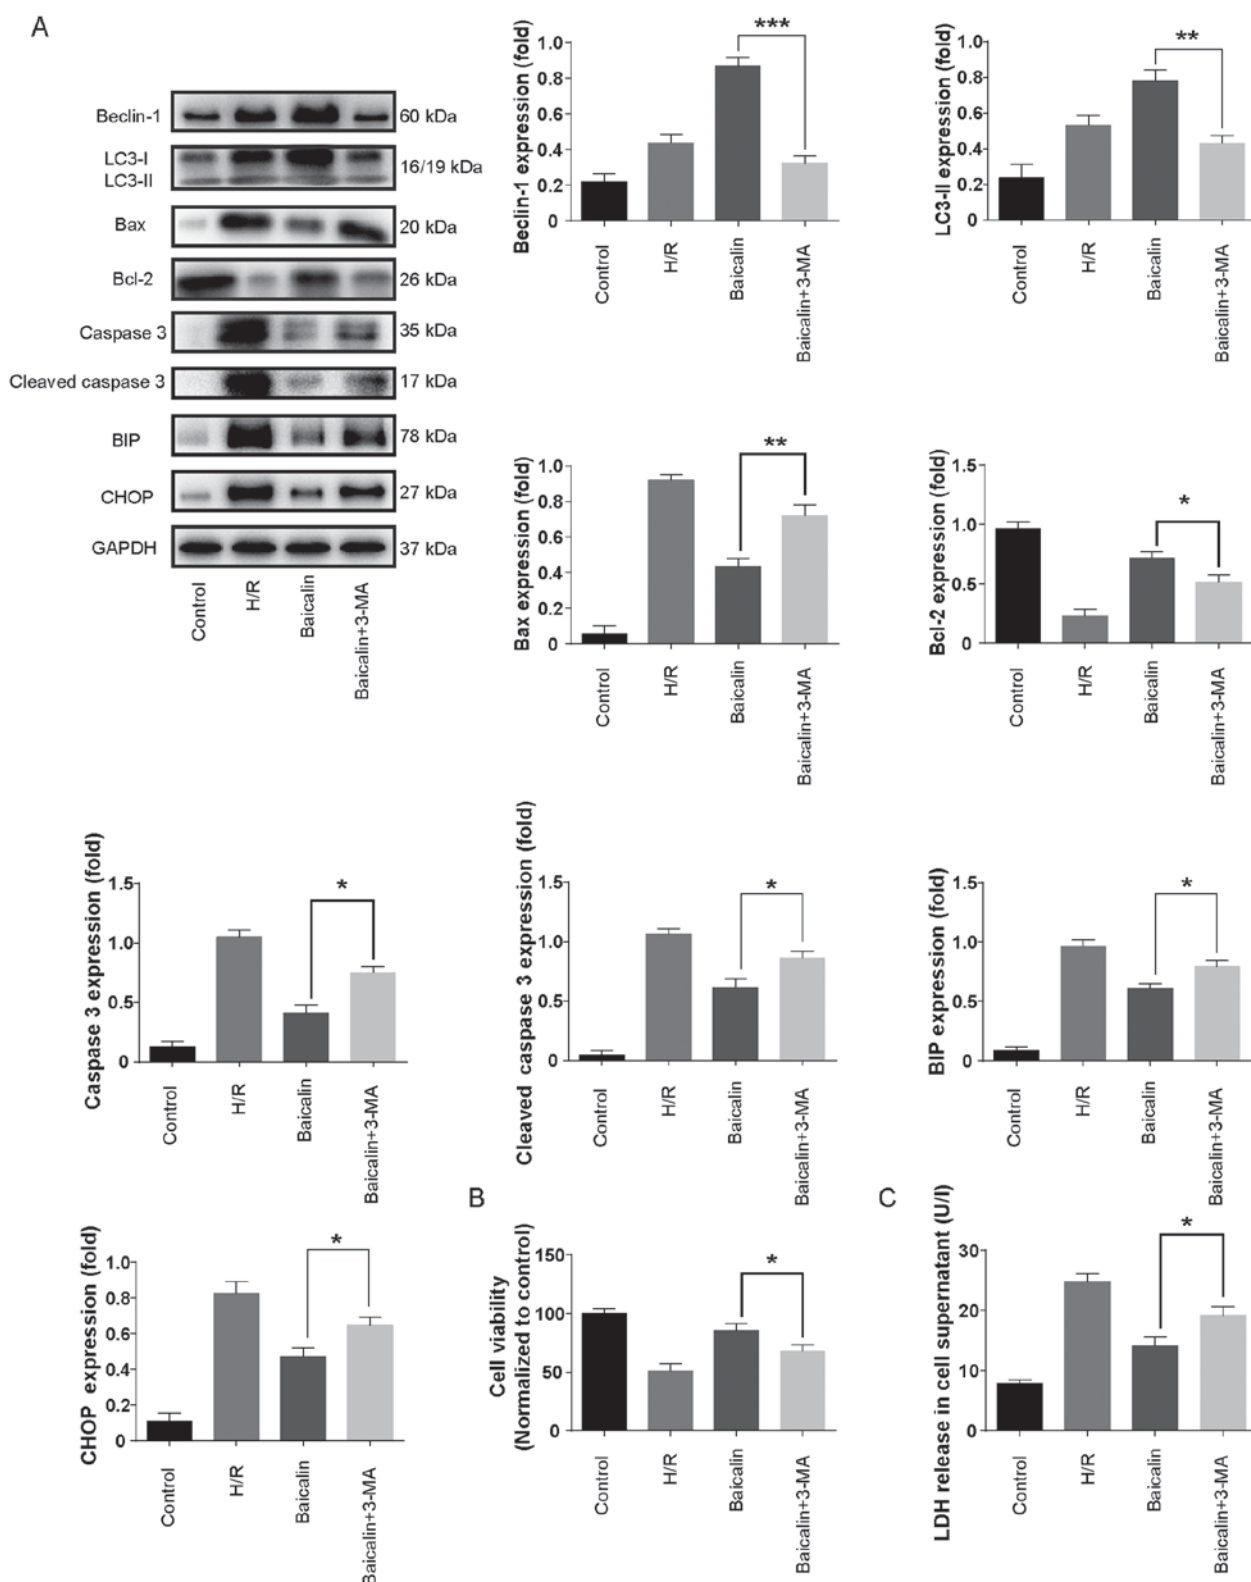 A
Beclin-1
60 kDa
LC3-I
LC3-II
16/19 kDa
Bax
20 kDa
Bcl-2
26 kDa
Caspase 3
35 kDa
Cleaved caspase 3
17 kDa
BIP
78 kDa
CHOP
27 kDa
GAPDH
37 kDa
Control
H/R
Baicalin
Baicalin+3-MA
Beclin-1 expression (fold)
1.0
0.8
0.6
0.4
0.2
0
***
Control
H/R
Baicalin
Baicalin+3-MA
LC3-II expression (fold)
1.0
0.8
0.6
0.4
0.2
0
**
Control
H/R
Baicalin
Baicalin+3-MA
Bax expression (fold)
1.0
0.8
0.6
0.4
0.2
0
**
Control
H/R
Baicalin
Baicalin+3-MA
Bcl-2 expression (fold)
1.5
1.0
0.5
0
*
Control
H/R
Baicalin
Baicalin+3-MA
Caspase 3 expression (fold)
1.5
1.0
0.5
0
*
Control
H/R
Baicalin
Baicalin+3-MA
Cleaved caspase 3 expression (fold)
1.5
1.0
0.5
0
*
Control
H/R
Baicalin
Baicalin+3-MA
BIP expression (fold)
1.5
1.0
0.5
0
*
Control
H/R
Baicalin
Baicalin+3-MA
CHOP expression (fold)
1.0
0.8
0.6
0.4
0.2
0
*
Control
H/R
Baicalin
Baicalin+3-MA
B
Cell viability
(Normalized to control)
150
100
50
0
*
Control
H/R
Baicalin
Baicalin+3-MA
C
LDH release in cell supernatant (U/l)
30
20
10
0
*
Control
H/R
Baicalin
Baicalin+3-MA